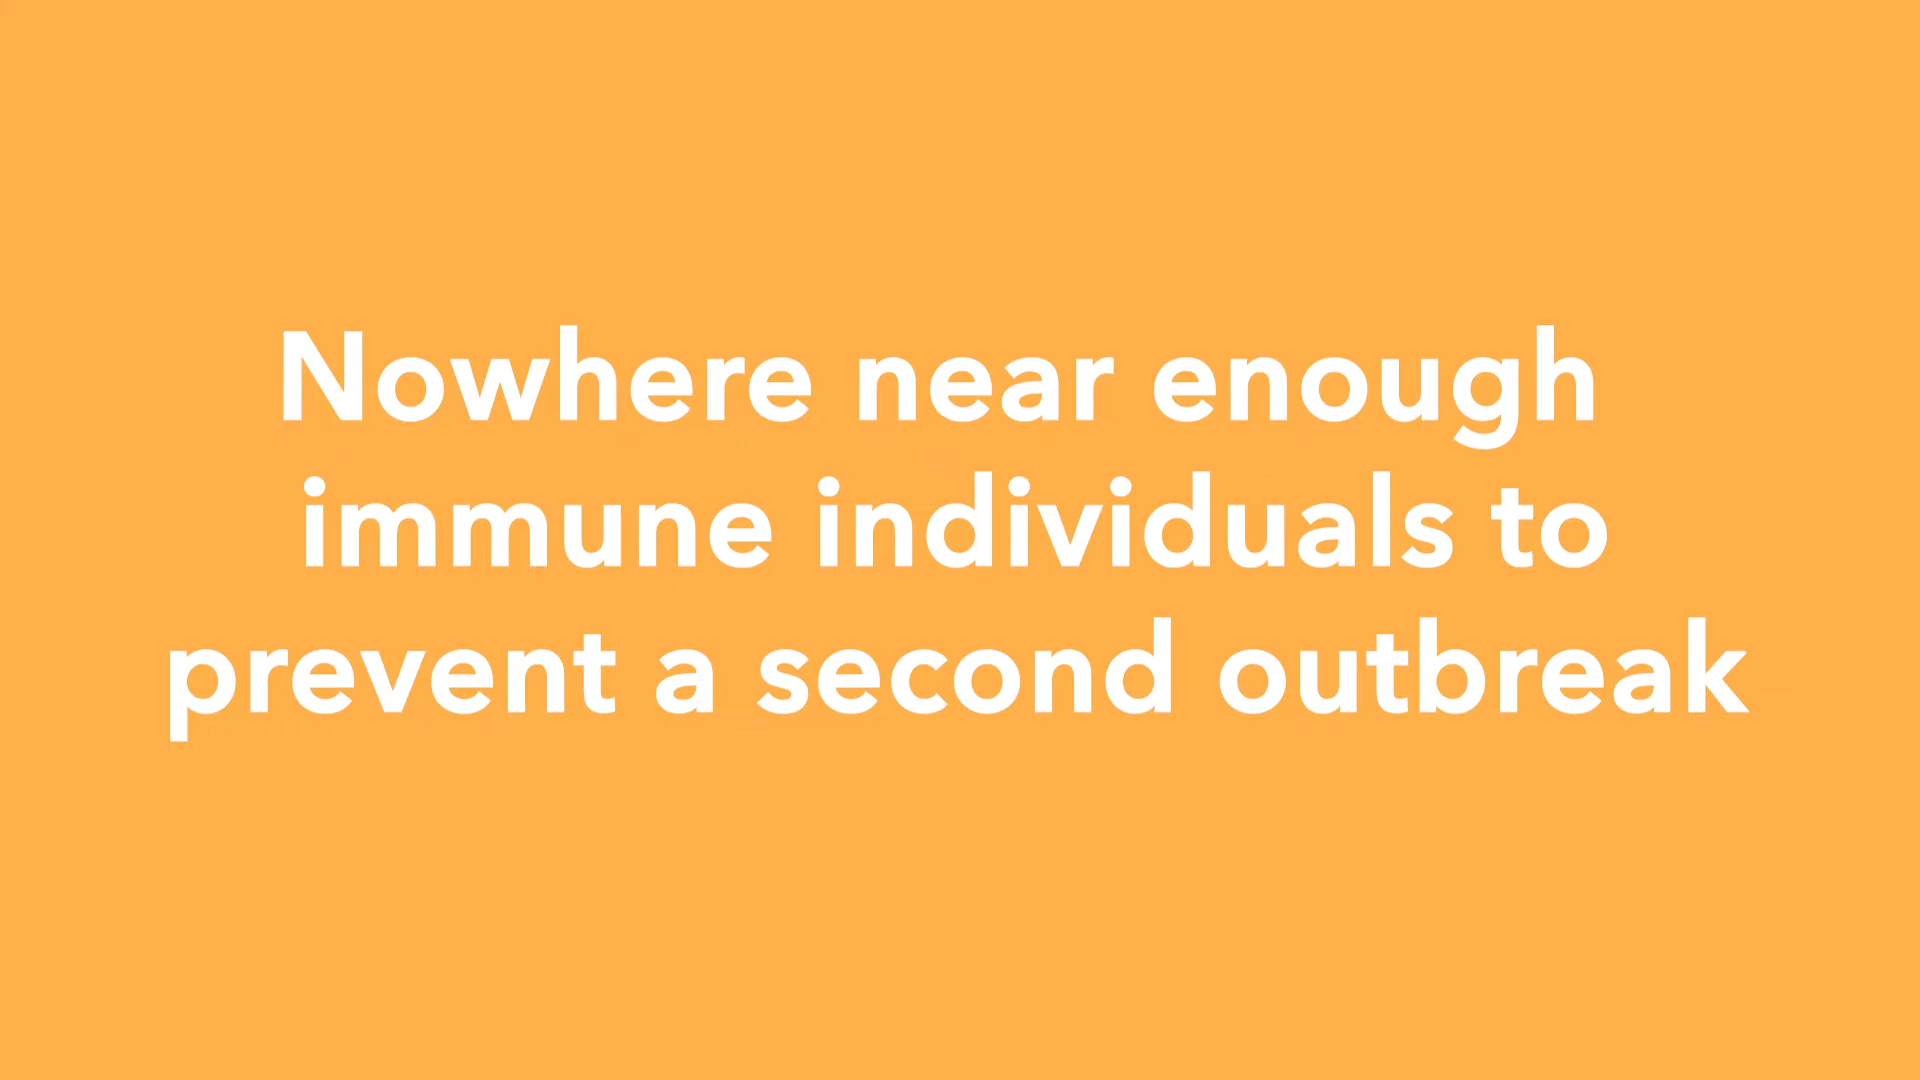 Nowhere near enough
immune individuals to
prevent a second outbreak